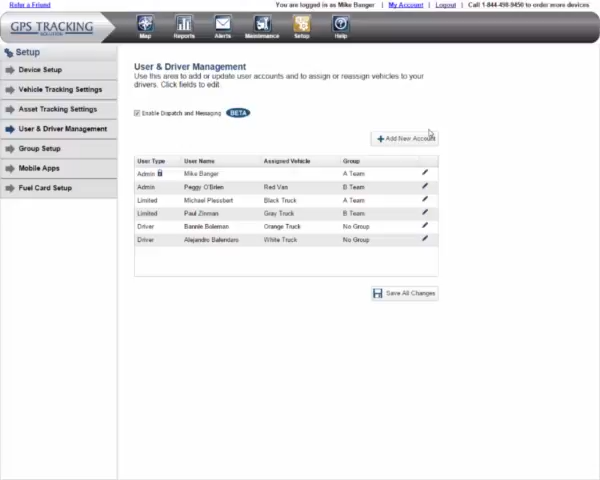 Refer a Friend
You are logged in as Mike Banger | My Account | Logout | Call 1-844-498-9450 to order more devices
GPS TRACKING
Map Reports Alerts Maintenance Setup Help
Setup
Device Setup
Vehicle Tracking Settings
Asset Tracking Settings
User & Driver Management
Group Setup
Mobile Apps
Fuel Card Setup
User & Driver Management
Use this area to add or update user accounts and to assign or reassign vehicles to your
drivers. Click fields to edit.
Enable Dispatch and Messaging BETA
Add New Account
User Type User Name Assigned Vehicle Group
Admin Mike Banger A Team
Admin Peggy O'Brien Red Van B Team
Limited Michael Plessbert Black Truck A Team
Limited Paul Zinman Gray Truck B Team
Driver Bannie Boleman Orange Truck No Group
Driver Alejandro Balendaro White Truck No Group
Save All Changes